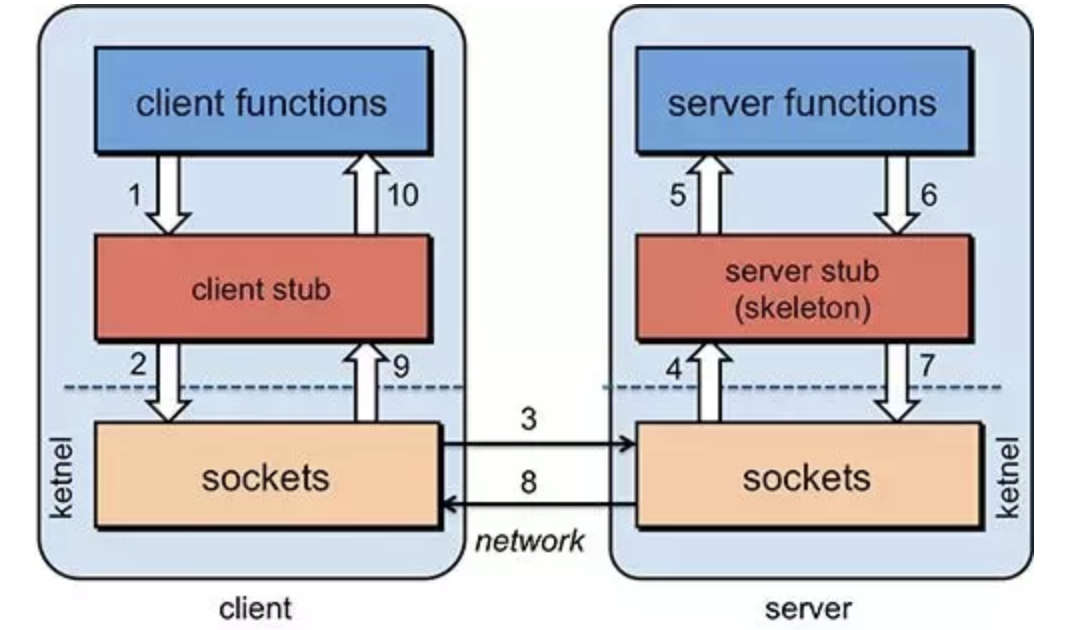 client functions
server functions
1
10
5
6
client stub
server stub
(skeleton)
2
9
4
7
3
ketnel
sockets
sockets
ketnel
8
network
client
server